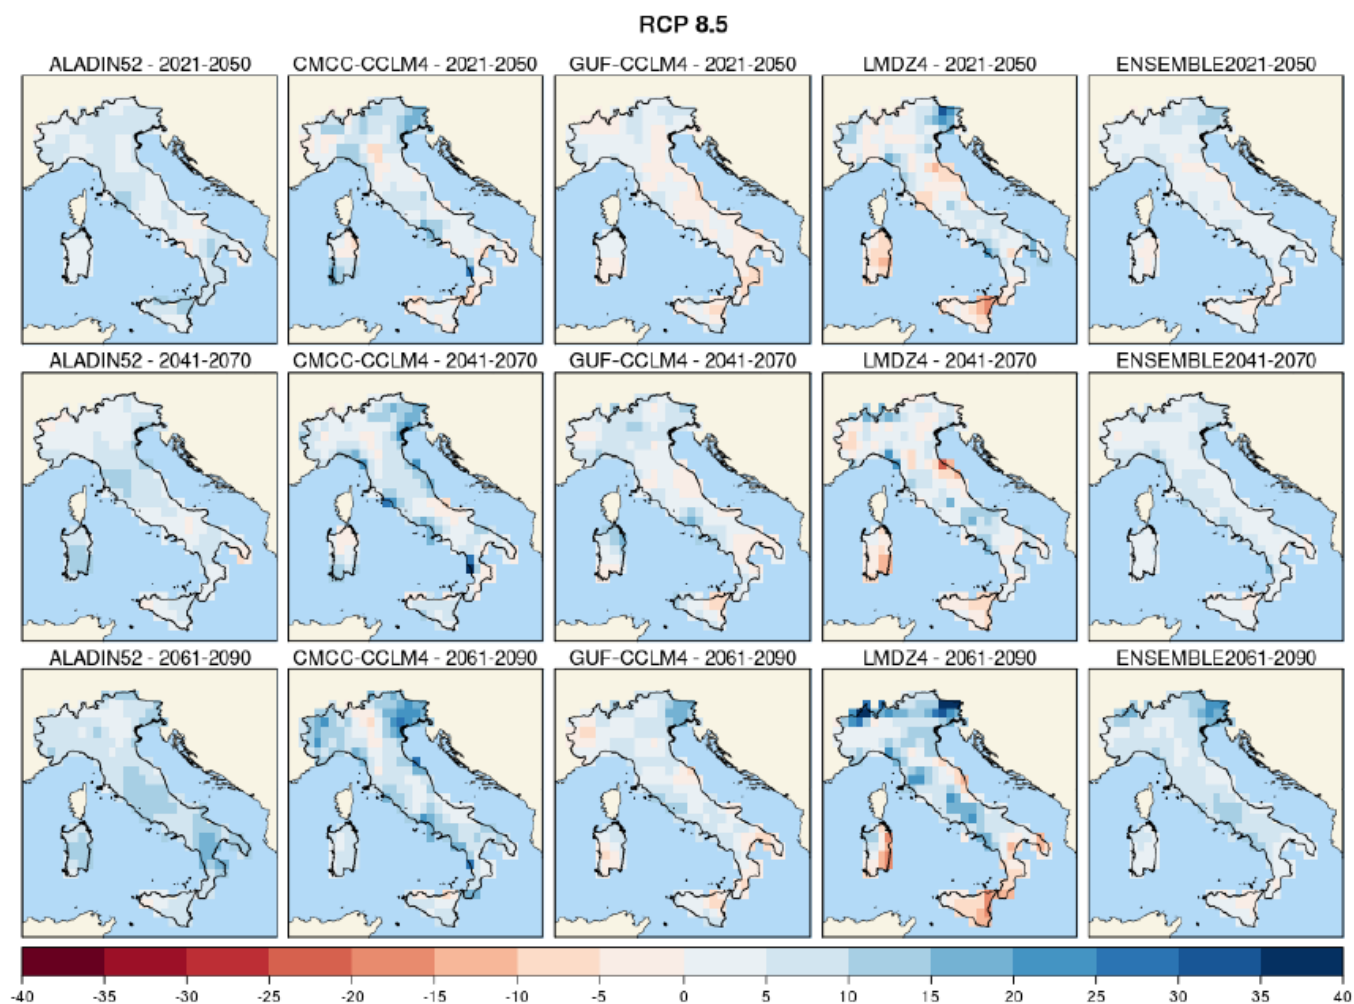 RCP 8.5
ALADIN52 - 2021-2050 CMCC-CCLM4 - 2021-2050 GUF-CCLM4 - 2021-2050 LMDZ4 - 2021-2050 ENSEMBLE2021-2050
ALADIN52 - 2041-2070 CMCC-CCLM4 - 2041-2070 GUF-CCLM4 - 2041-2070 LMDZ4 - 2041-2070 ENSEMBLE2041-2070
ALADIN52 - 2061-2090 CMCC-CCLM4 - 2061-2090 GUF-CCLM4 - 2061-2090 LMDZ4 - 2061-2090 ENSEMBLE2061-2090
-40 -35 -30 -25 -20 -15 -10 -5 0 5 10 15 20 25 30 35 40